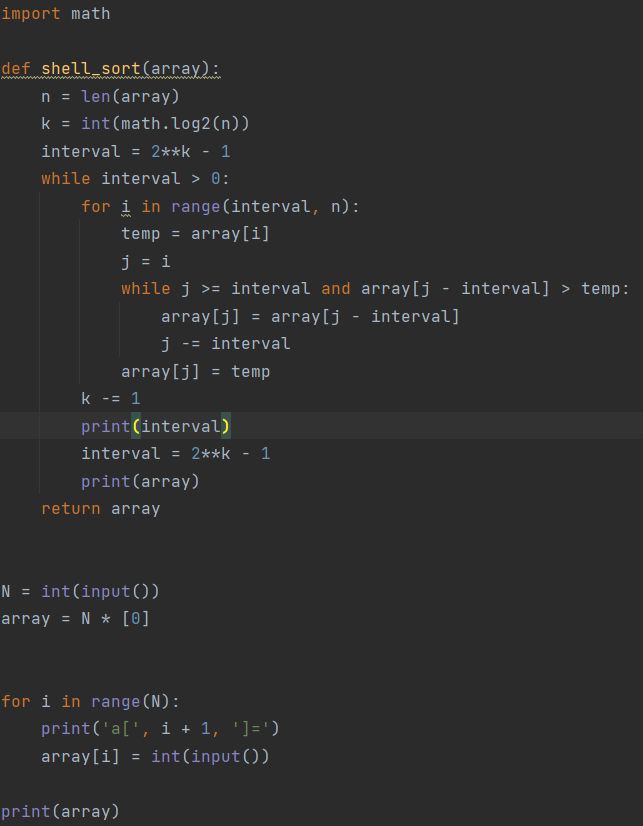 import math
def shell_sort(array):
    n = len(array)
    k = int(math.log2(n))
    interval = 2**k - 1
    while interval > 0:
        for i in range(interval, n):
            temp = array[i]
            j = i
            while j >= interval and array[j - interval] > temp:
                array[j] = array[j - interval]
                j -= interval
            array[j] = temp
        k -= 1
        print(interval)
        interval = 2**k - 1
        print(array)
    return array
N = int(input())
array = N * [0]
for i in range(N):
    print('a[', i + 1, ']=')
    array[i] = int(input())
print(array)